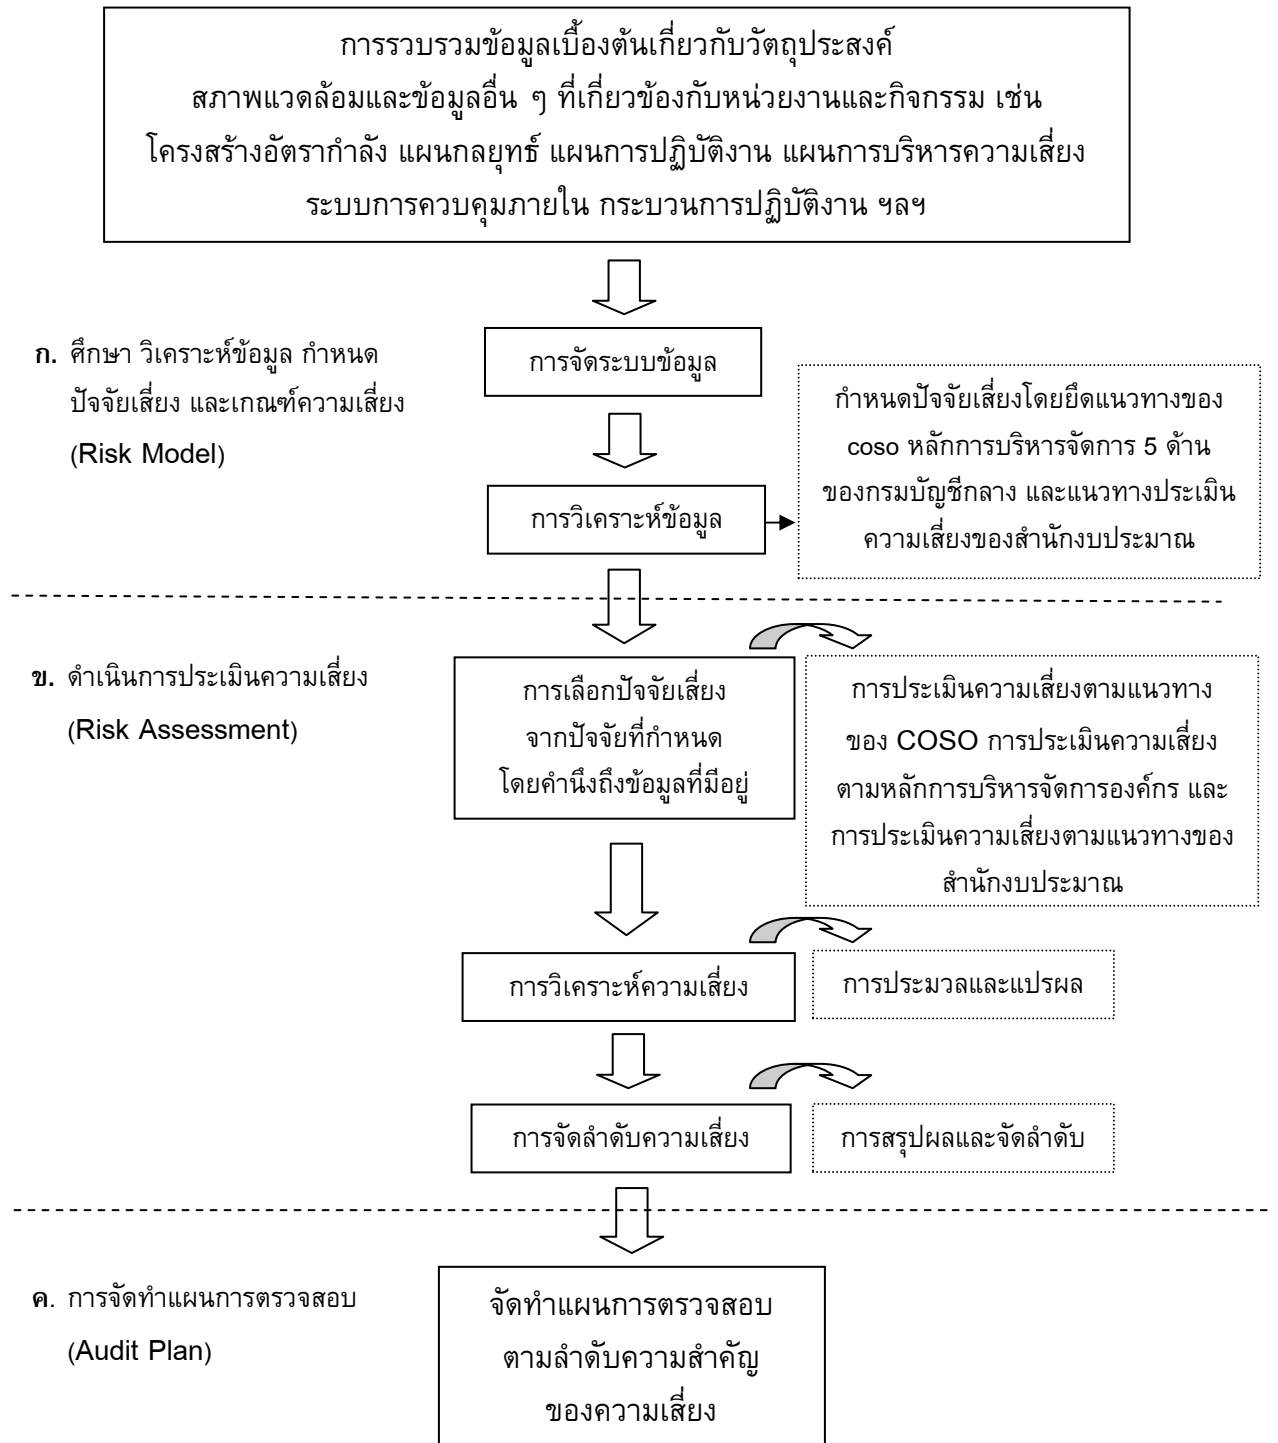 การรวบรวมข้อมูลเบื้องต้นเกี่ยวกับวัตถุประสงค์
สภาพแวดล้อมและข้อมูลอื่น ๆ ที่เกี่ยวข้องกับหน่วยงานและกิจกรรม เช่น
โครงสร้างอัตรากำลัง แผนกลยุทธ์ แผนการปฏิบัติงาน แผนการบริหารความเสี่ยง
ระบบการควบคุมภายใน กระบวนการปฏิบัติงาน ฯลฯ
ก. ศึกษา วิเคราะห์ข้อมูล กำหนด
ปัจจัยเสี่ยง และเกณฑ์ความเสี่ยง
(Risk Model)
การจัดระบบข้อมูล
การวิเคราะห์ข้อมูล
กำหนดปัจจัยเสี่ยงโดยยึดแนวทางของ
coso หลักการบริหารจัดการ 5 ด้าน
ของกรมบัญชีกลาง และแนวทางประเมิน
ความเสี่ยงของสำนักงบประมาณ
ข. ดำเนินการประเมินความเสี่ยง
(Risk Assessment)
การเลือกปัจจัยเสี่ยง
จากปัจจัยที่กำหนด
โดยคำนึงถึงข้อมูลที่มีอยู่
การประเมินความเสี่ยงตามแนวทาง
ของ COSO การประเมินความเสี่ยง
ตามหลักการบริหารจัดการองค์กร และ
การประเมินความเสี่ยงตามแนวทางของ
สำนักงบประมาณ
การวิเคราะห์ความเสี่ยง
การประมวลและแปรผล
การจัดลำดับความเสี่ยง
การสรุปผลและจัดลำดับ
ค. การจัดทำแผนการตรวจสอบ
(Audit Plan)
จัดทำแผนการตรวจสอบ
ตามลำดับความสำคัญ
ของความเสี่ยง